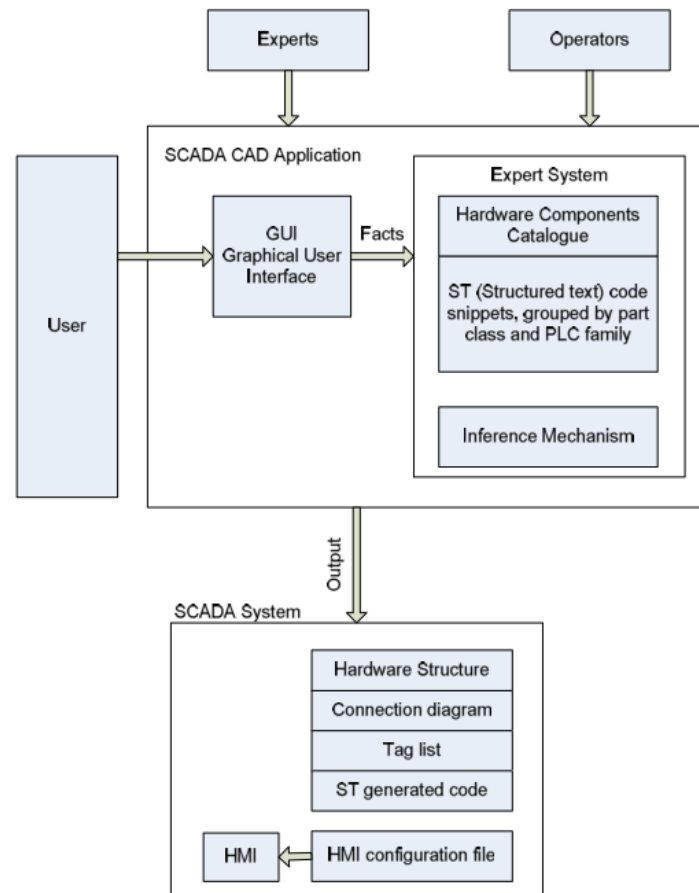 Experts
Operators
SCADA CAD Application
User
GUI
Graphical User
Interface
Facts
Expert System
Hardware Components
Catalogue
ST (Structured text) code
snippets, grouped by part
class and PLC family
Inference Mechanism
Output
SCADA System
Hardware Structure
Connection diagram
Tag list
ST generated code
HMI
HMI configuration file